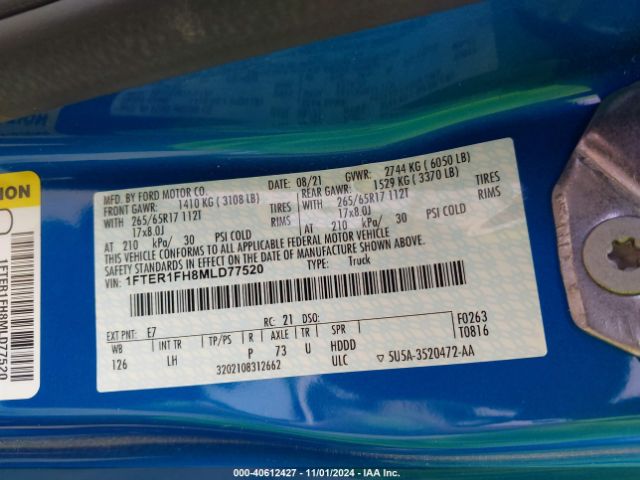 MFD. BY FORD MOTOR CO.
DATE: 08/21 GVWR: 2744 KG ( 6050 LB)
FRONT GAWR: 1410 KG ( 3108 LB) REAR GAWR: 1529 KG ( 3370 LB)
WITH 265/65R17 112T TIRES WITH 265/65R17 112T TIRES
17x8.0J RIMS 17x8.0J RIMS
AT 210 kPa/ 30 PSI COLD AT 210 kPa/ 30 PSI COLD
THIS VEHICLE CONFORMS TO ALL APPLICABLE FEDERAL MOTOR VEHICLE
SAFETY STANDARDS IN EFFECT ON THE DATE OF MANUFACTURE SHOWN ABOVE.
VIN: 1FTER1FH8MLD77520 TYPE: Truck
EXT PNT: E7 RC: 21 DSO: F0263
WB INT TR TP/PS R AXLE TR SPR T0816
126 LH P 73 U HDDD
3202108312662 ULC 5U5A-3520472-AA
1FTER1FH8MLD77520
000-40612427 - 11/01/2024 - IAA Inc.